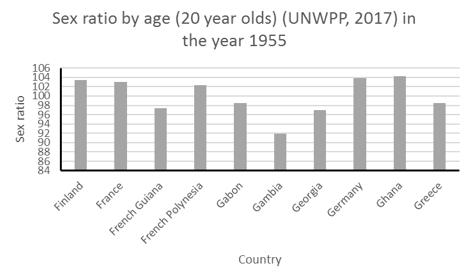 Sex ratio by age (20 year olds) (UNWPP, 2017) in
the year 1955
106
104
102
100
98
96
94
92
90
88
86
84
Sex ratio
Finland
France
French Guiana
French Polynesia
Gabon
Gambia
Georgia
Germany
Ghana
Greece
Country